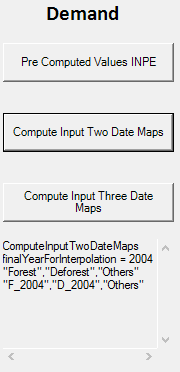 Demand
Pre Computed Values INPE
Compute Input Two Date Maps
Compute Input Three Date
Maps
ComputeInputTwoDateMaps
finalYearForInterpolation = 2004
"Forest","Deforest","Others"
"F_2004","D_2004","Others"